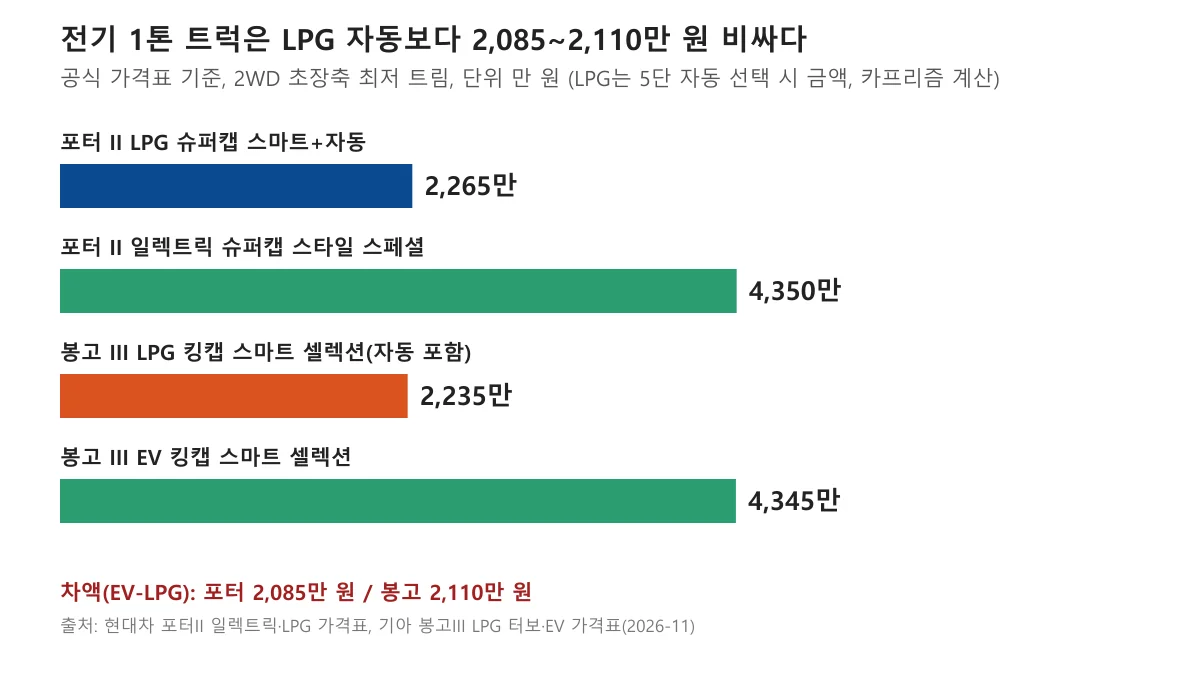 전기 1톤 트럭은 LPG 자동보다 2,085~2,110만 원 비싸다
공식 가격표 기준, 2WD 초장축 최저 트림, 단위 만 원 (LPG는 5단 자동 선택 시 금액, 카프리즘 계산)
포터 II LPG 슈퍼캡 스마트+자동
2,265만
포터 II 일렉트릭 슈퍼캡 스타일 스페셜
4,350만
봉고 III LPG 킹캡 스마트 셀렉션(자동 포함)
2,235만
봉고 III EV 킹캡 스마트 셀렉션
4,345만
차액(EV-LPG): 포터 2,085만 원 / 봉고 2,110만 원
출처: 현대차 포터II 일렉트릭·LPG 가격표, 기아 봉고III LPG 터보·EV 가격표(2026-11)